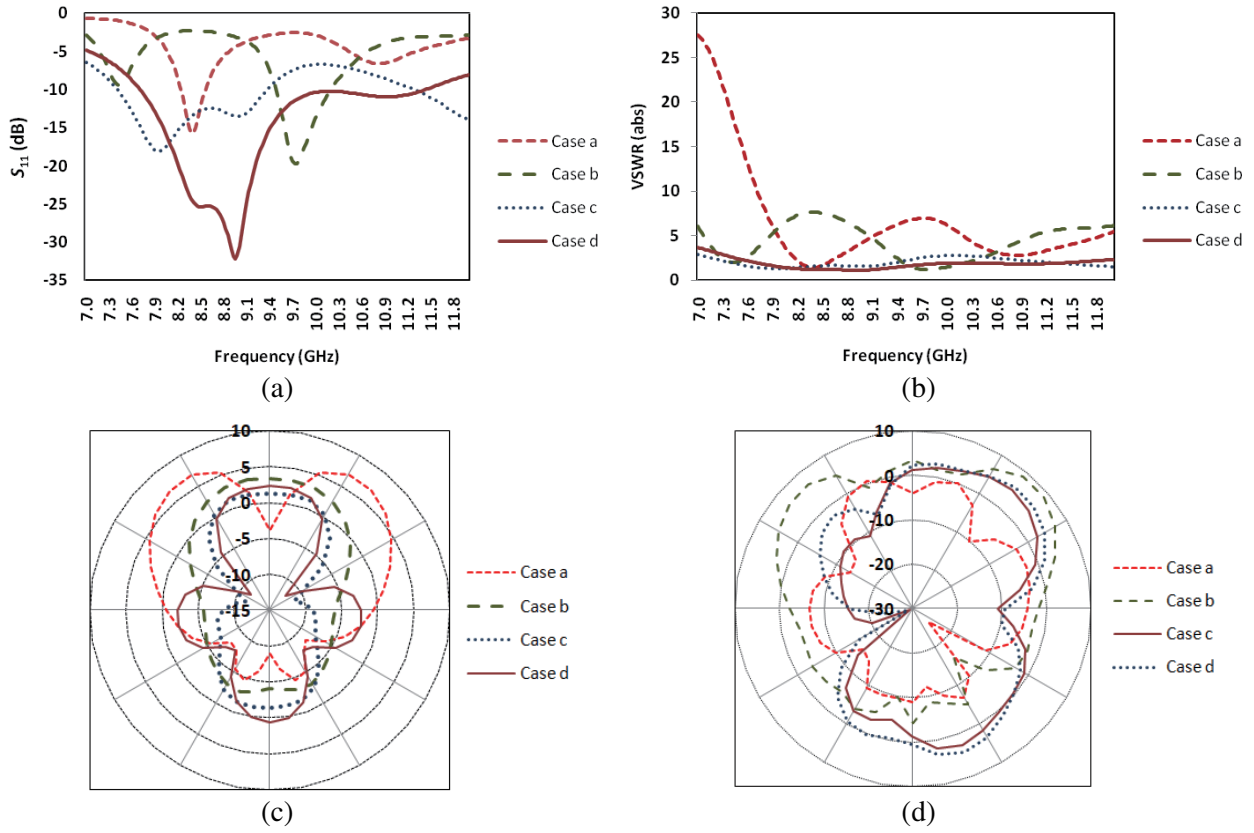 0
-5
-10
-15
-20
-25
-30
-35
S11 (dB)
7.0
7.3
7.6
7.9
8.2
8.5
8.8
9.1
9.4
9.7
10.0
10.3
10.6
10.9
11.2
11.5
11.8
Frequency (GHz)
Case a
Case b
Case c
Case d
(a)
30
25
20
15
10
5
0
VSWR (abs)
7.0
7.3
7.6
7.9
8.2
8.5
8.8
9.1
9.4
9.7
10.0
10.3
10.6
10.9
11.2
11.5
11.8
Frequency (GHz)
Case a
Case b
Case c
Case d
(b)
10
5
0
-5
-10
-15
Case a
Case b
Case c
Case d
(c)
10
0
-10
-20
-30
Case a
Case b
Case c
Case d
(d)